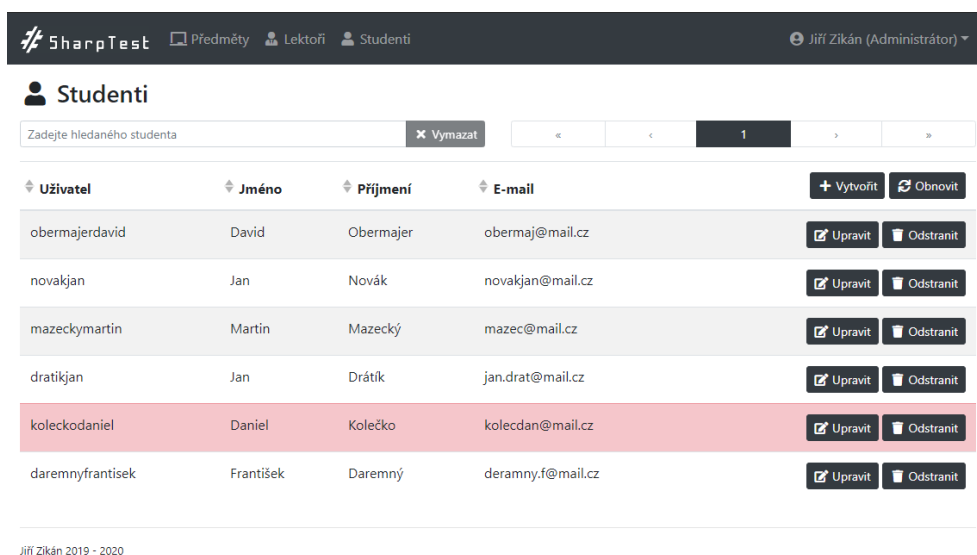 SharpTest Předměty Lektoři Studenti Jiří Zikán (Administrátor)
Studenti
Zadejte hledaného studenta Vymazat « ‹ 1 › »
Uživatel Jméno Příjmení E-mail Vytvořit Obnovit
obermajerdavid David Obermajer obermaj@mail.cz Upravit Odstranit
novakjan Jan Novák novakjan@mail.cz Upravit Odstranit
mazeckymartin Martin Mazecký mazec@mail.cz Upravit Odstranit
dratikjan Jan Drátík jan.drat@mail.cz Upravit Odstranit
koleckodaniel Daniel Kolečko kolecdan@mail.cz Upravit Odstranit
daremnyfrantisek František Daremný deramny.f@mail.cz Upravit Odstranit
Jiří Zikán 2019 - 2020